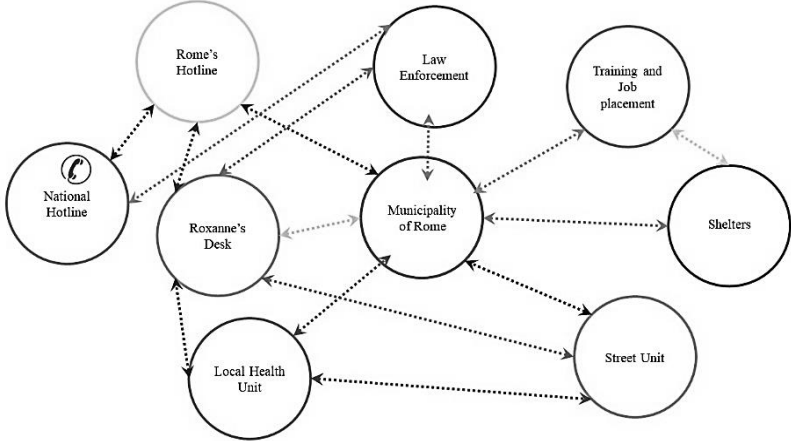 Rome's
Hotline
Law
Enforcement
Training and
Job
placement
National
Hotline
Roxanne's
Desk
Municipality
of Rome
Shelters
Local Health
Unit
Street Unit